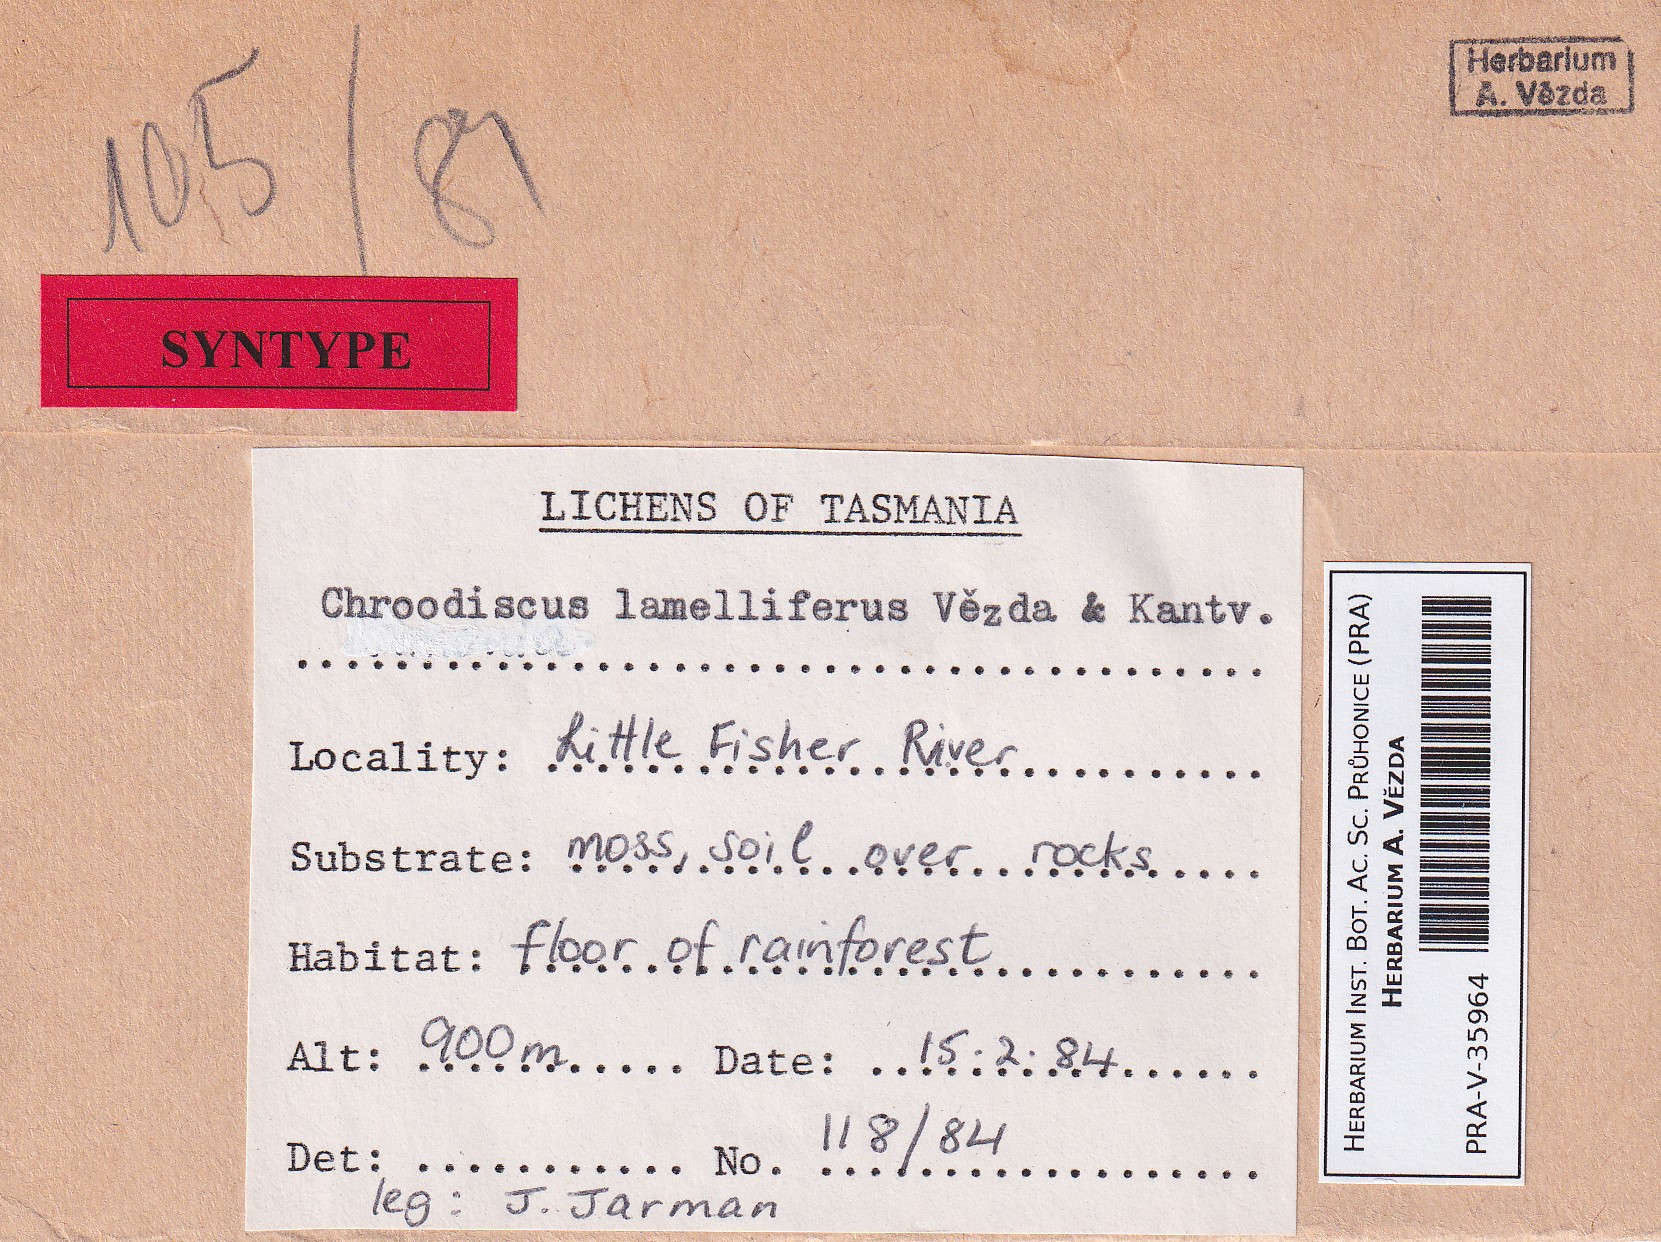 105/81
Herbarium
A. Vězda
SYNTYPE
LICHENS OF TASMANIA
Chroodiscus lamelliferus Vězda & Kantv.
Locality: Little Fisher River
Substrate: moss, soil over rocks
Habitat: floor of rainforest
Alt: 900m Date: 15.2.84
Det: No. 118/84
leg: J. Jarman
HERBARIUM INST. BOT. AC. SC. PRŮHONICE (PRA)
HERBARIUM A. VĚZDA
PRA-V-35964